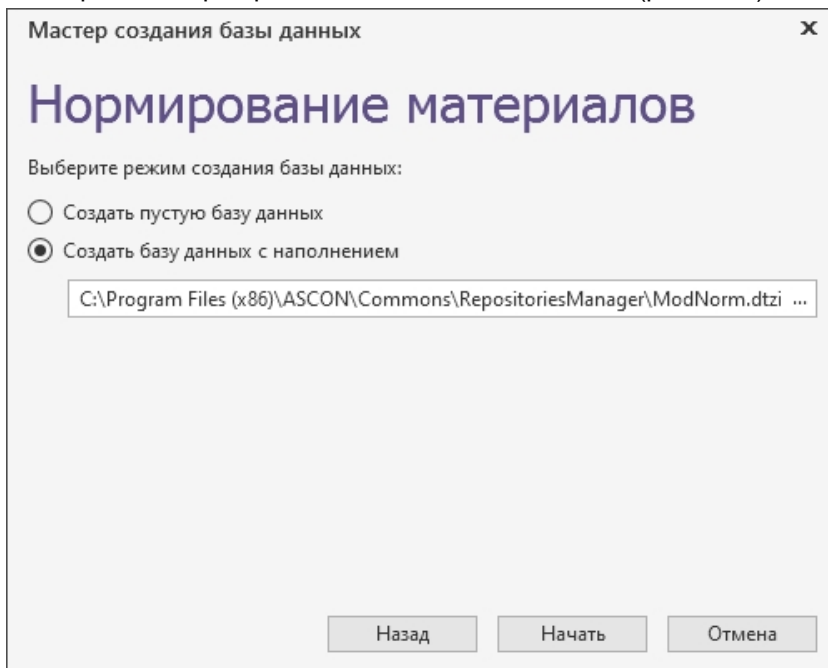 Мастер создания базы данных x
Нормирование материалов
Выберите режим создания базы данных:
Создать пустую базу данных
Создать базу данных с наполнением
C:\Program Files (x86)\ASCON\Commons\RepositoriesManager\ModNorm.dtzi ...
Назад Начать Отмена